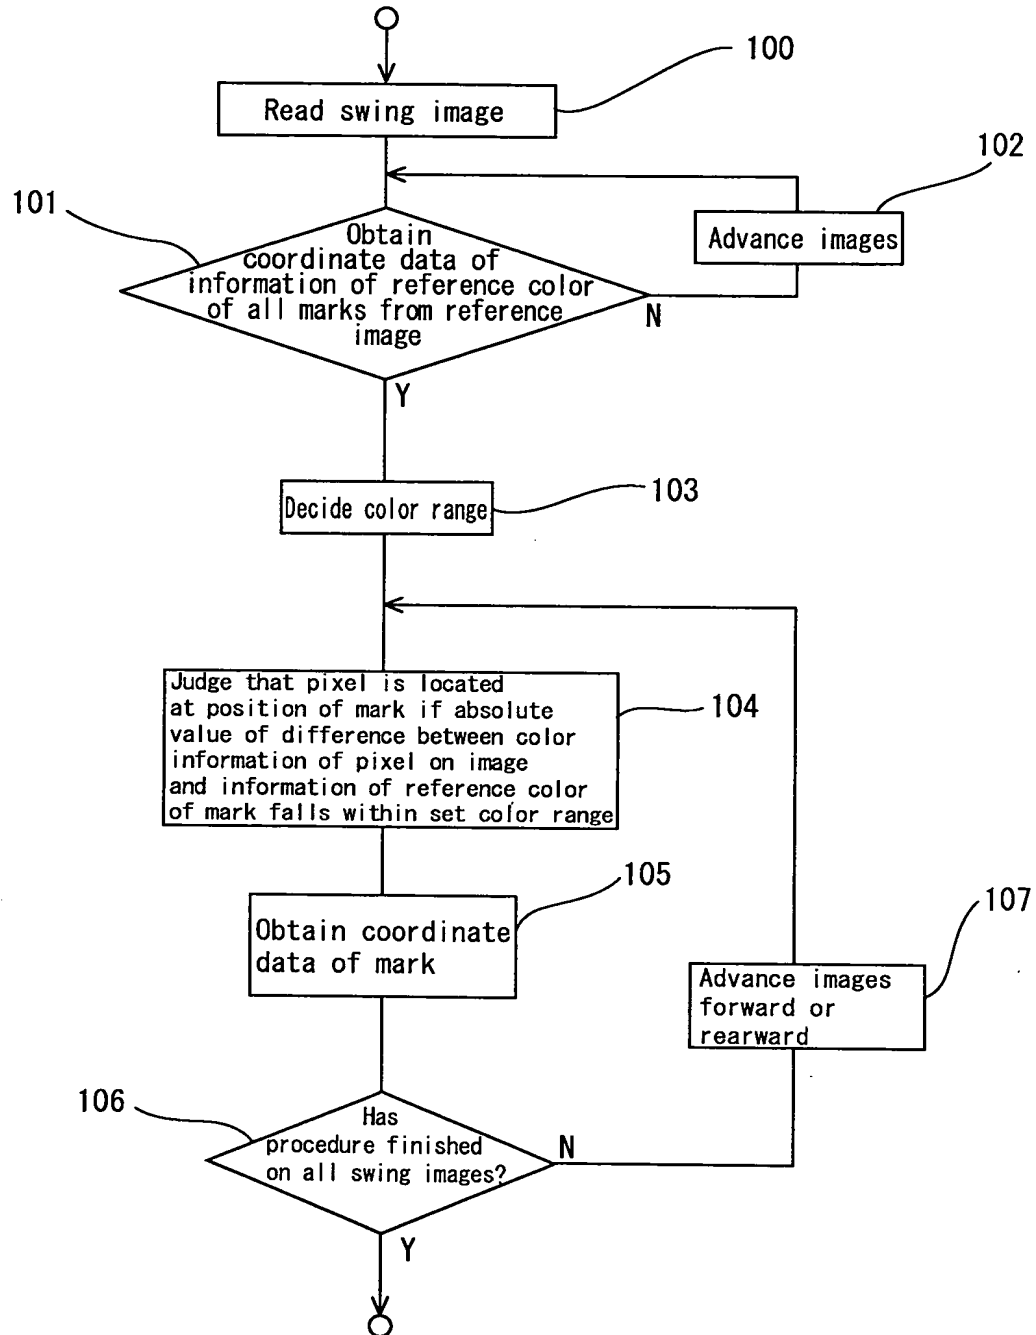 100
Read swing image
102
101
Advance images
Obtain
coordinate data of
information of reference color
of all marks from reference
image
N
Y
103
Decide color range
Judge that pixel is located
at position of mark if absolute
value of difference between color
information of pixel on image
and information of reference color
of mark falls within set color range
104
105
Obtain coordinate
data of mark
107
Advance images
forward or
rearward
106
Has
procedure finished
on all swing images?
N
Y